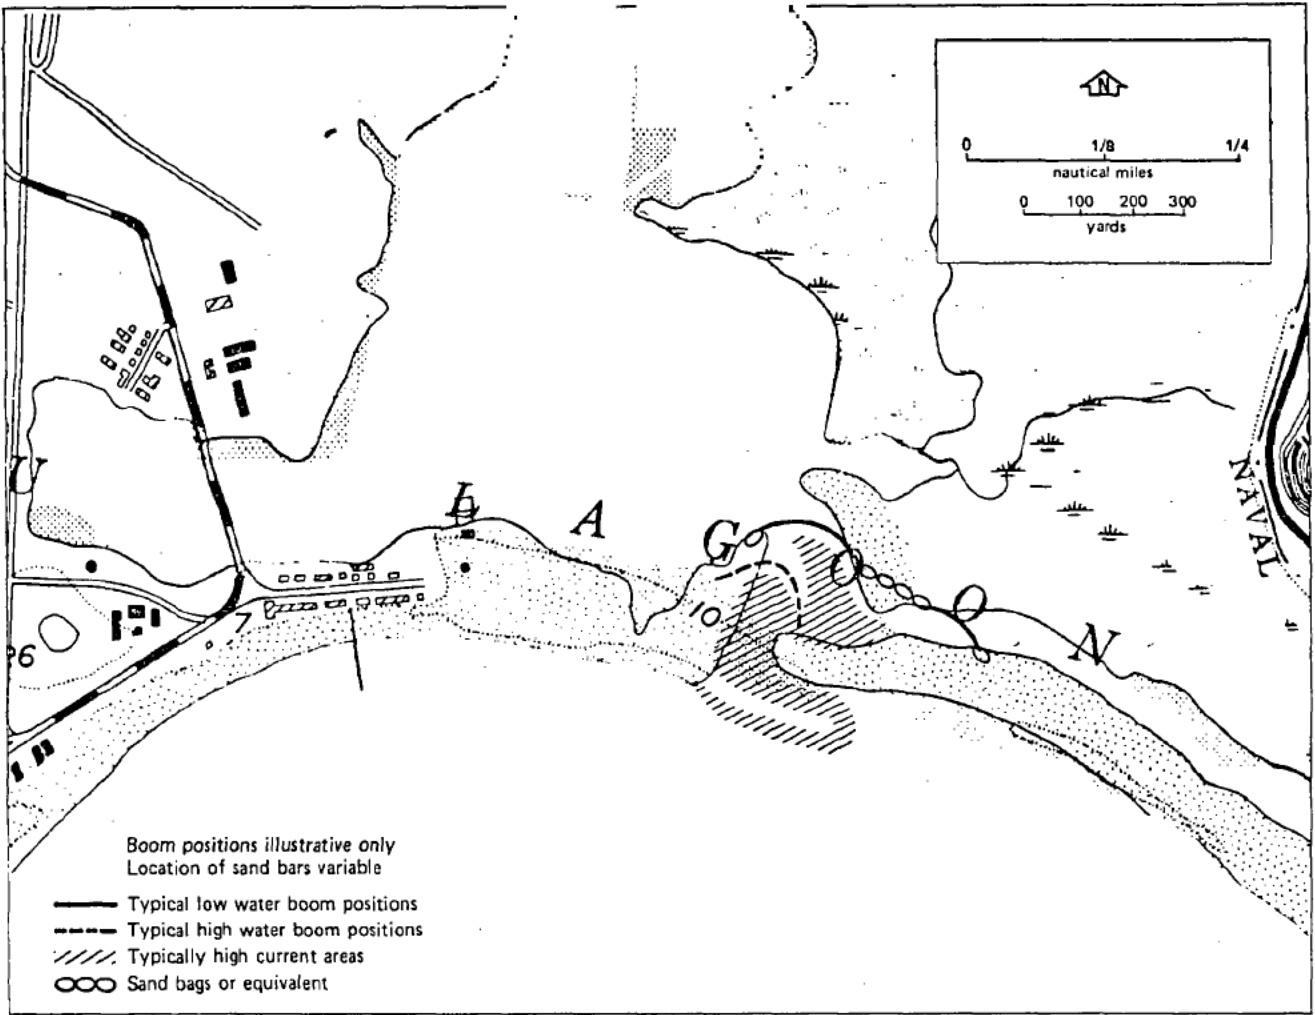 N
0 1/8 1/4
nautical miles
0 100 200 300
yards
U L A G O O N
NAVAL
10
7
26
Boom positions illustrative only
Location of sand bars variable
Typical low water boom positions
Typical high water boom positions
Typically high current areas
Sand bags or equivalent